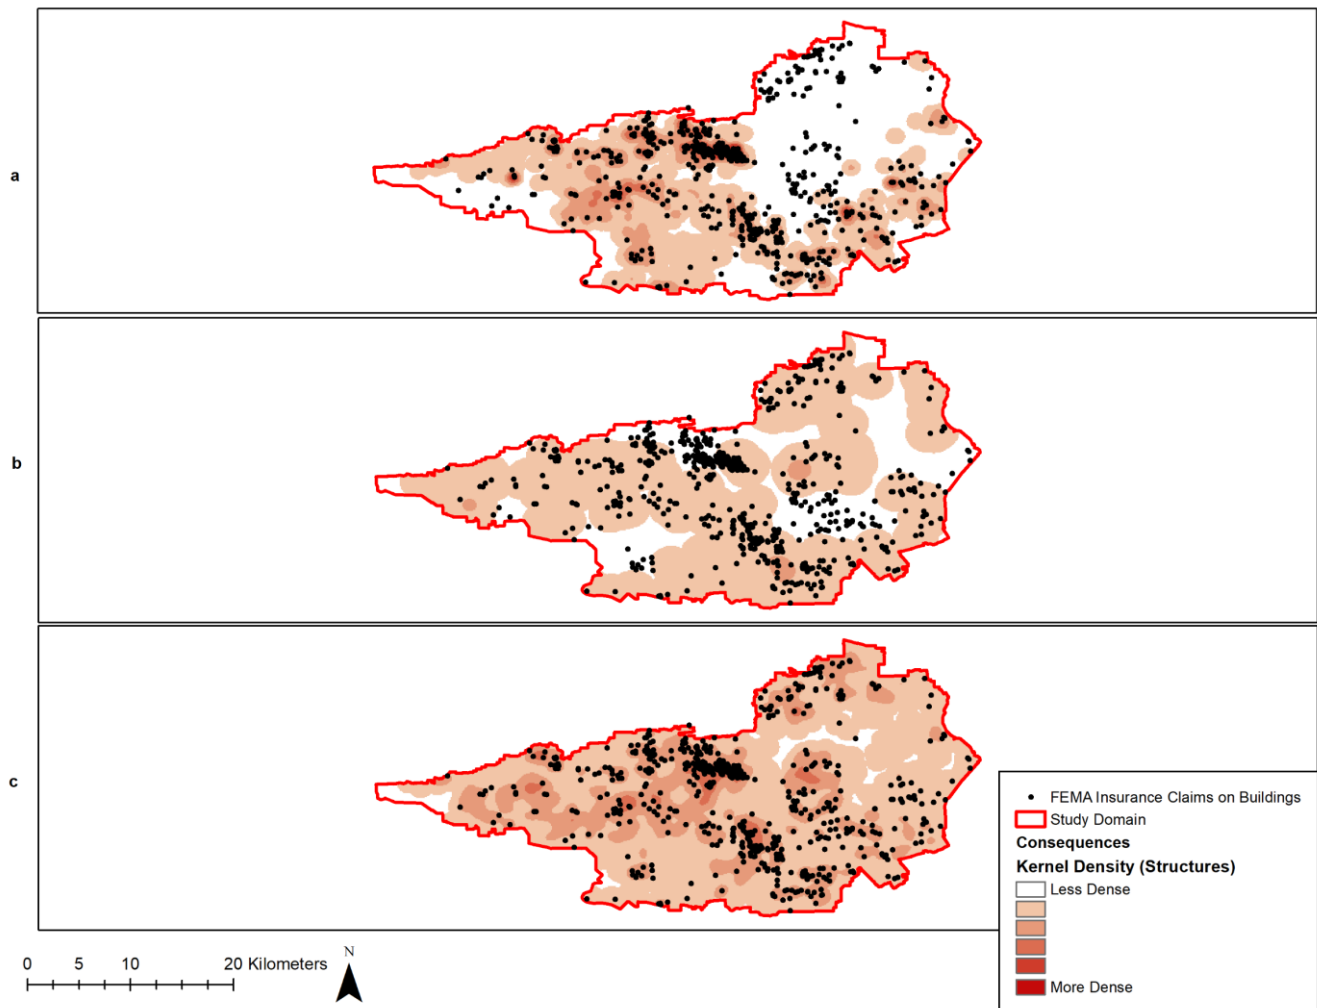 a
b
c
FEMA Insurance Claims on Buildings
Study Domain
Consequences
Kernel Density (Structures)
Less Dense
More Dense
N
0 5 10 20 Kilometers